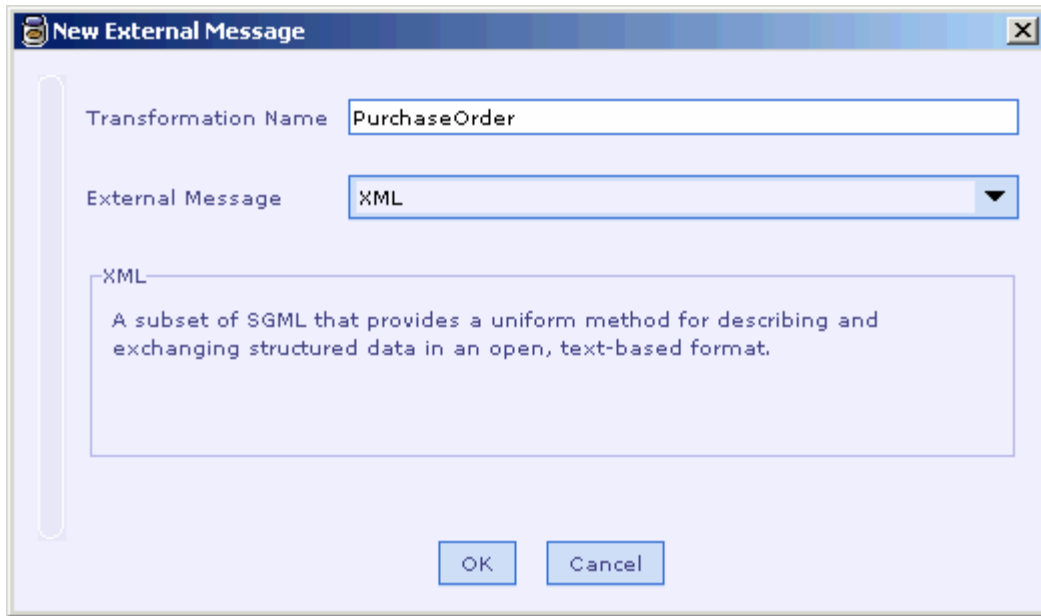 New External Message
Transformation Name PurchaseOrder
External Message XML
XML
A subset of SGML that provides a uniform method for describing and
exchanging structured data in an open, text-based format.
OK Cancel